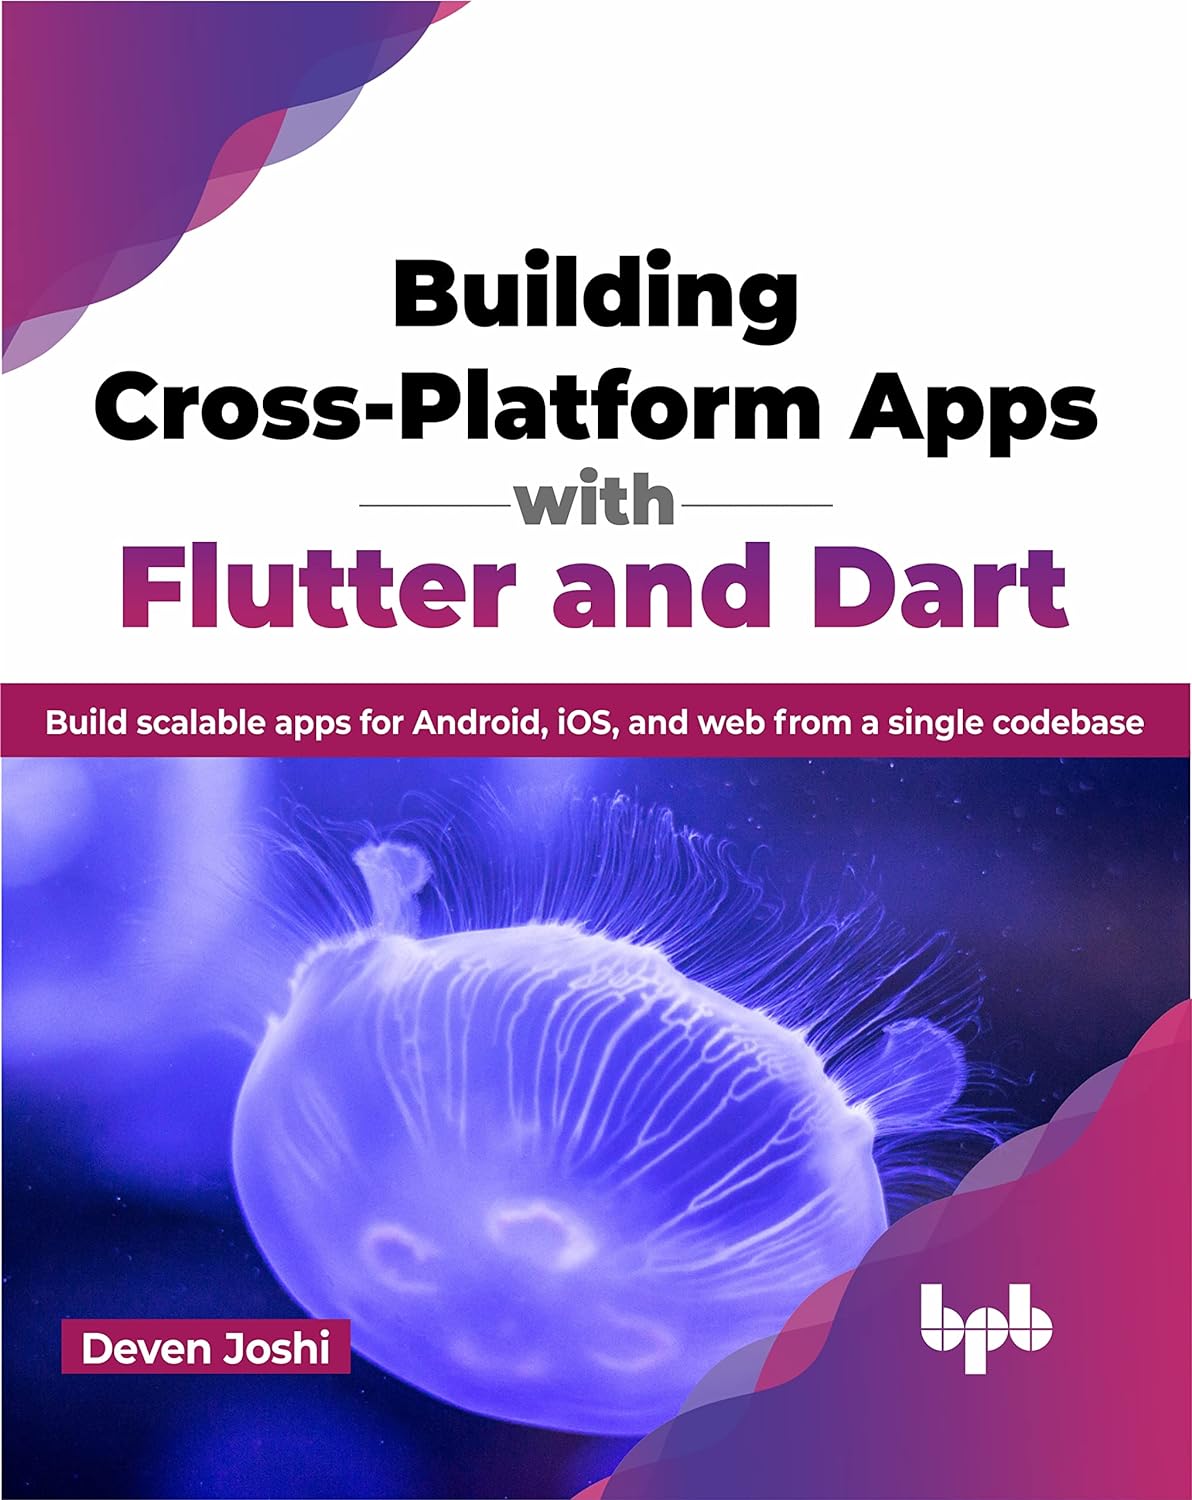 Building
Cross-Platform Apps
with
Flutter and Dart
Build scalable apps for Android, iOS, and web from a single codebase
Deven Joshi
bpb